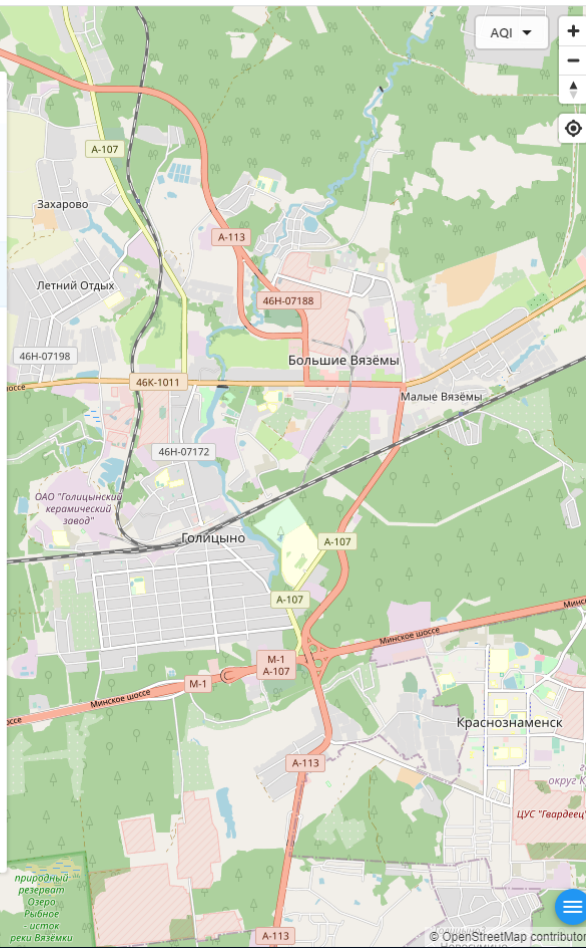 AQI
А-107
Захарово
А-113
Летний Отдых
46Н-07188
46Н-07198
Большие Вязёмы
46К-1011
шоссе
Малые Вязёмы
46Н-07172
ОАО "Голицынский
керамический
завод"
Голицыно
А-107
А-107
Минское шоссе
М-1
А-107
М-1
Минское шоссе
шоссе
Краснознаменск
А-113
округ К
ЦУС "Гвардеец"
природный
резерват
Озеро
Рыбное
- исток
реки Вязёмки
А-113
© OpenStreetMap contributor